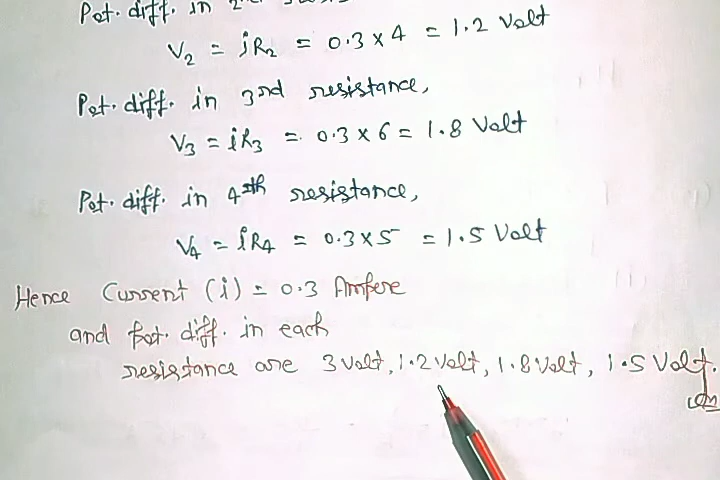 Pot. diff. in
V₂ = iR₂ = 0.3 × 4 = 1.2 Volt
Pot. diff. in 3rd resistance,
V₃ = iR₃ = 0.3 × 6 = 1.8 Volt
Pot. diff. in 4th resistance,
V₄ = iR₄ = 0.3 × 5 = 1.5 Volt
Hence Current (i) = 0.3 Ampere
and pot. diff. in each
resistance are 3 Volt, 1.2 Volt, 1.8 Volt, 1.5 Volt.